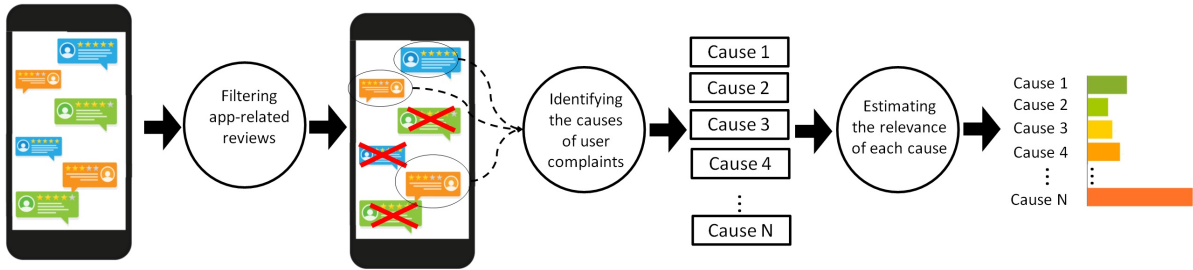 Filtering
app-related
reviews
Identifying
the causes
of user
complaints
Cause 1
Cause 2
Cause 3
Cause 4
Cause N
Estimating
the relevance
of each cause
Cause 1
Cause 2
Cause 3
Cause 4
Cause N